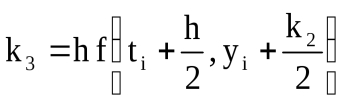 k₃ = h f ( tᵢ + h/2 , yᵢ + k₂/2 )